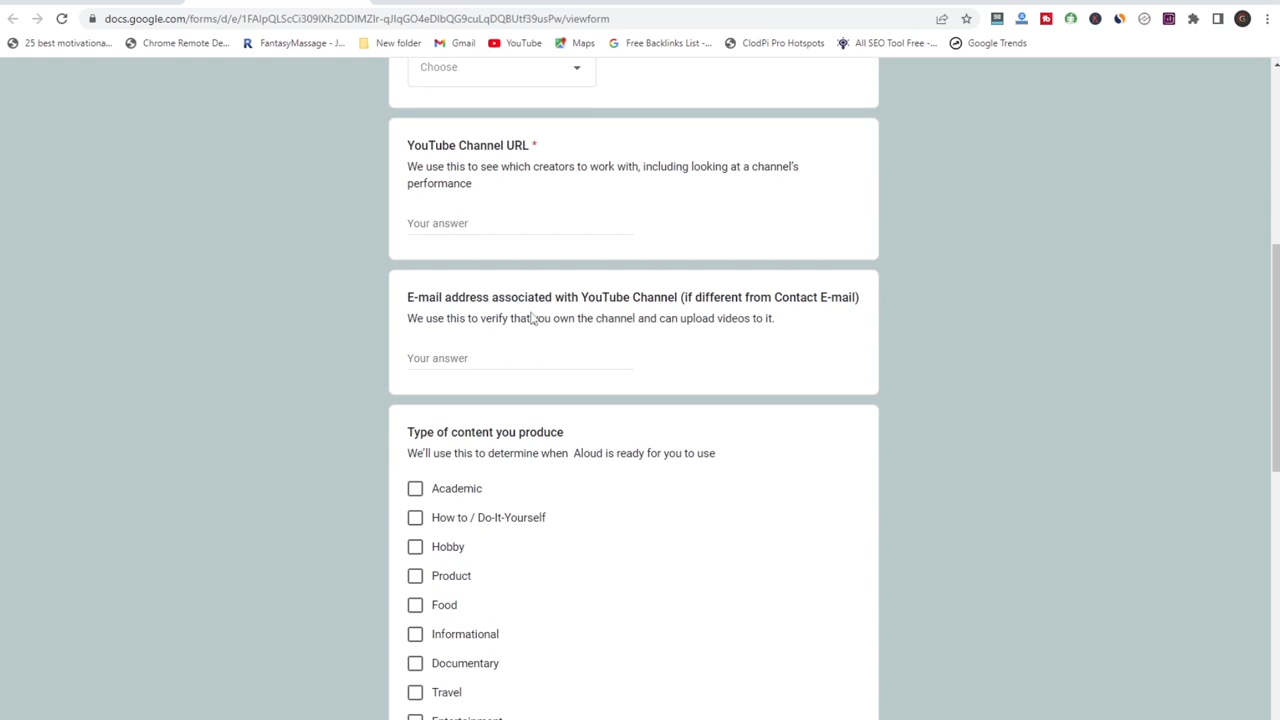 docs.google.com/forms/d/e/1FAIpQLScCi309lXh2DDIMZIr-qJIqGO4eDIbQG9cuLqDQBUtf39usPw/viewform
25 best motivationa... Chrome Remote De... FantasyMassage - J... New folder Gmail YouTube Maps Free Backlinks List -... ClodPi Pro Hotspots All SEO Tool Free -... Google Trends
Choose
YouTube Channel URL *
We use this to see which creators to work with, including looking at a channel's
performance
Your answer
E-mail address associated with YouTube Channel (if different from Contact E-mail)
We use this to verify that you own the channel and can upload videos to it.
Your answer
Type of content you produce
We'll use this to determine when Aloud is ready for you to use
Academic
How to / Do-It-Yourself
Hobby
Product
Food
Informational
Documentary
Travel
Entertainment